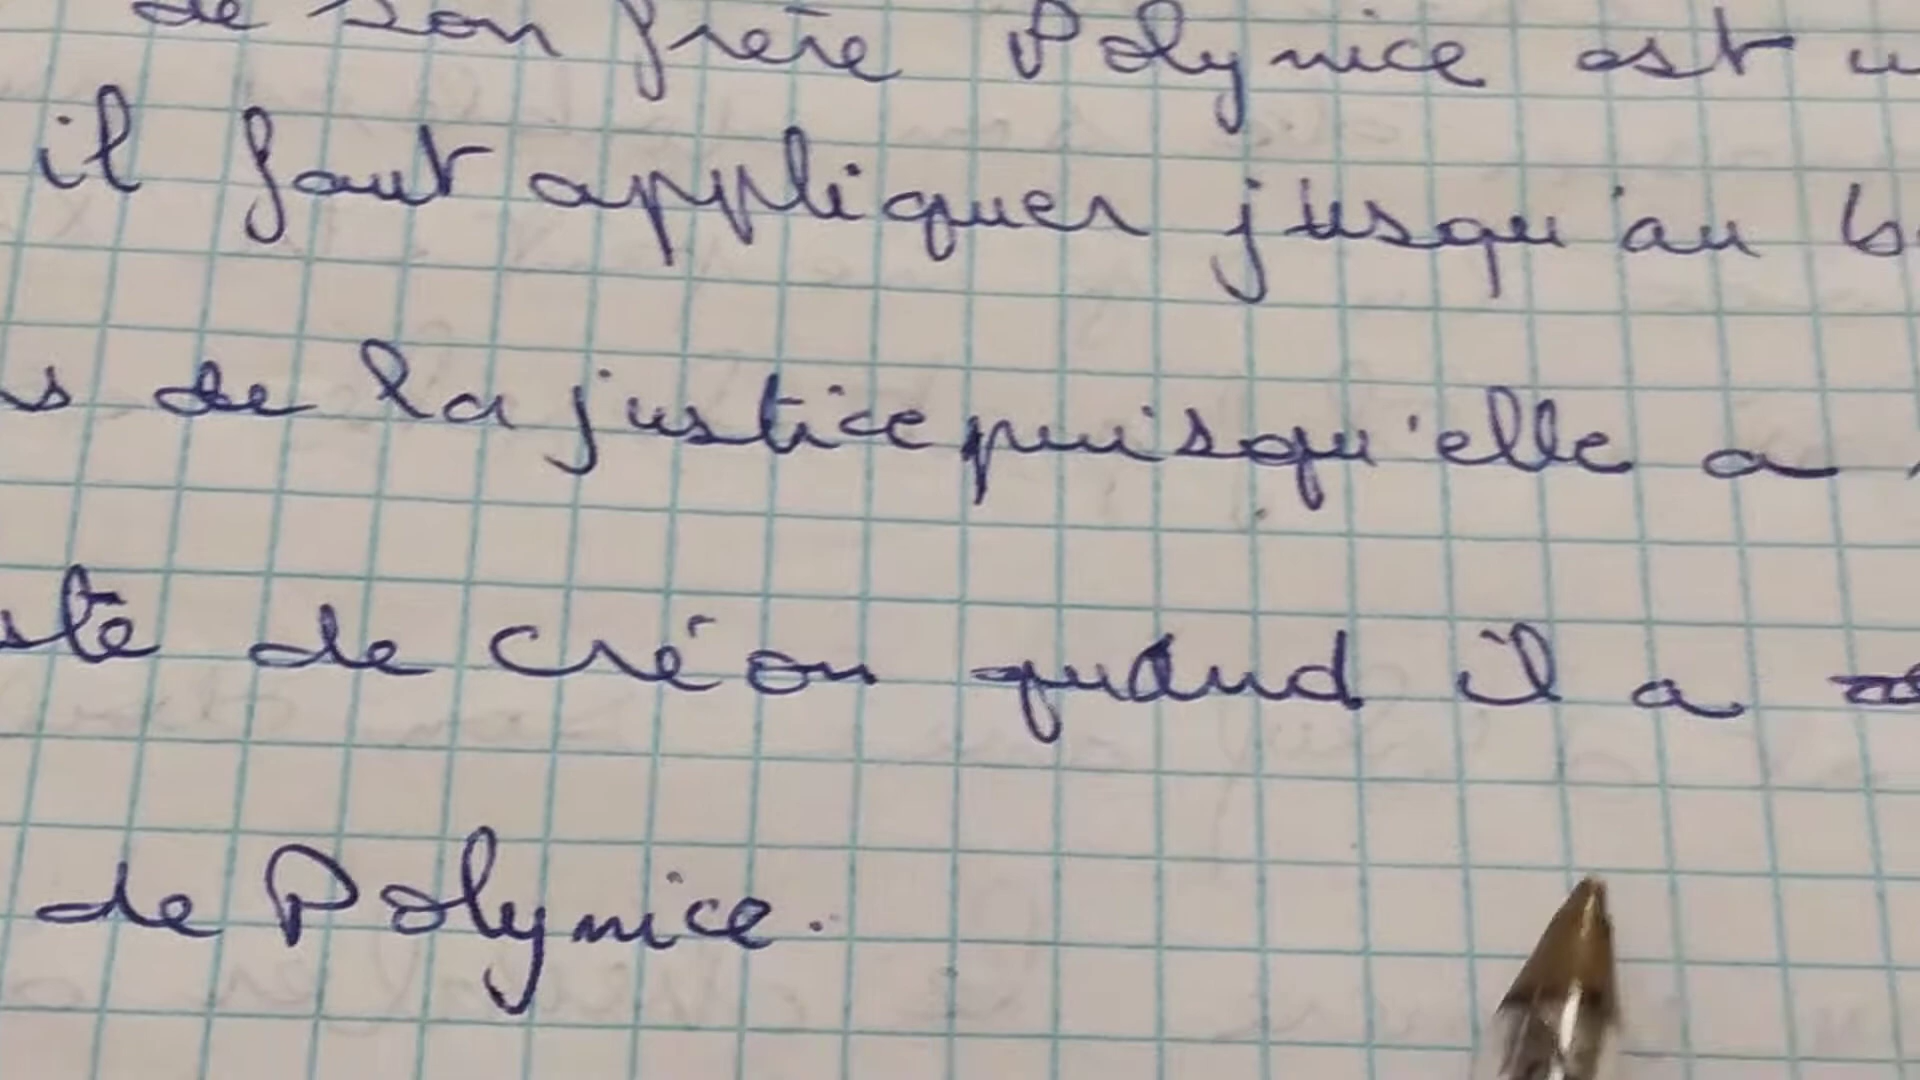 de son frère Polynice est u
il faut appliquer jusqu'au b
s de la justice puisqu'elle a
ste de créon quand il a
de Polynice.